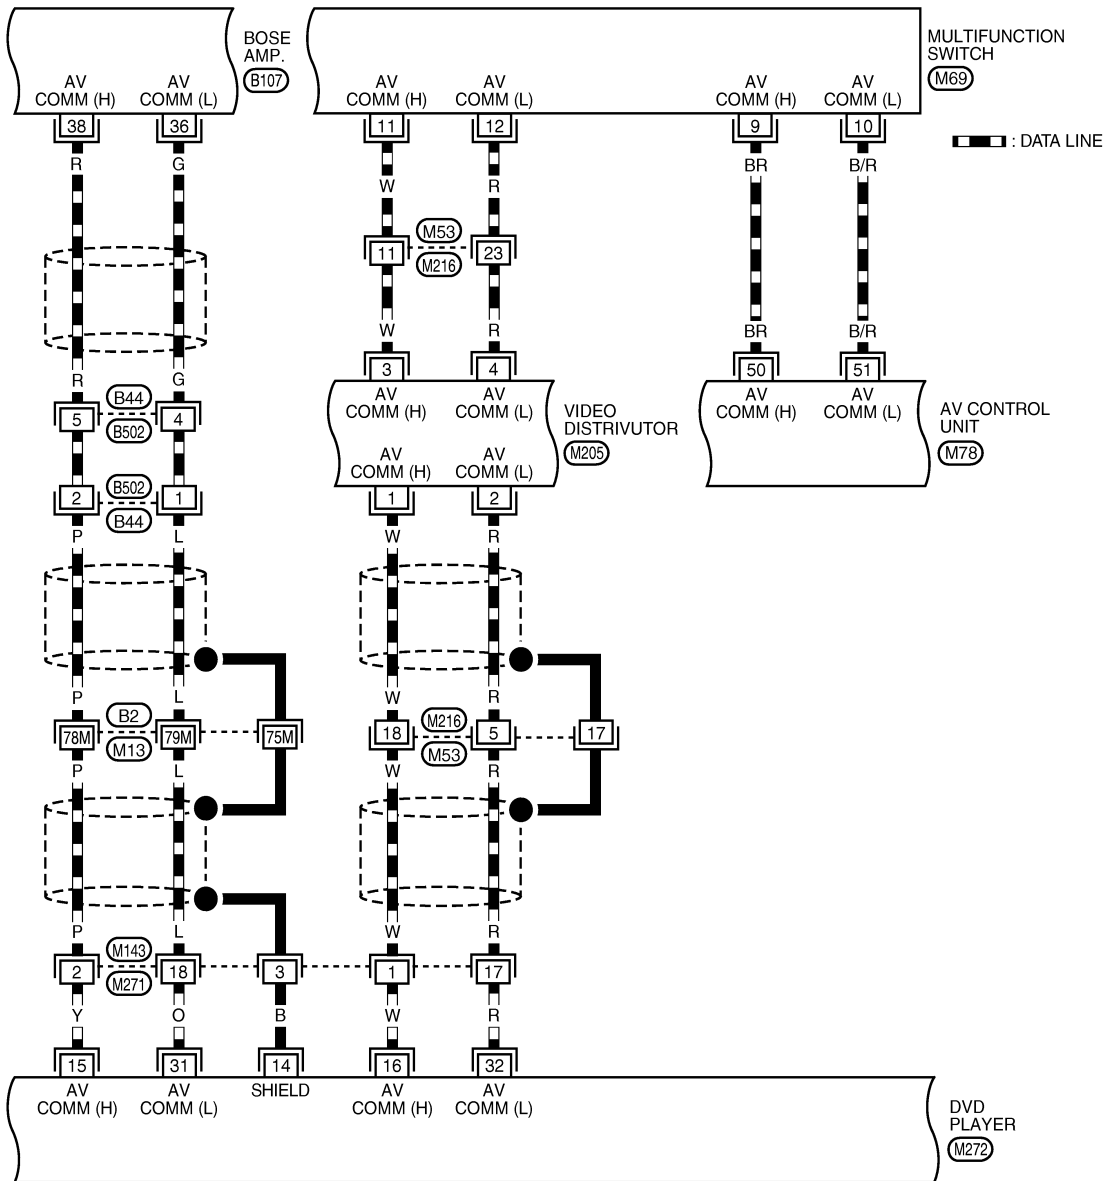 BOSE
AMP.
B107
MULTIFUNCTION
SWITCH
M69
AV
COMM (H)
AV
COMM (L)
AV
COMM (H)
AV
COMM (L)
AV
COMM (H)
AV
COMM (L)
38
36
11
12
9
10
: DATA LINE
R
G
W
R
BR
B/R
M53
11
23
M216
W
R
BR
B/R
3
4
50
51
R
G
AV
COMM (H)
AV
COMM (L)
AV
COMM (H)
AV
COMM (L)
VIDEO
DISTRIVUTOR
M205
AV CONTROL
UNIT
M78
B44
5
4
B502
AV
COMM (H)
AV
COMM (L)
B502
2
1
B44
1
2
P
L
W
R
P
L
W
R
B2
78M
79M
75M
M13
M216
18
5
17
M53
P
L
W
R
P
L
W
R
M143
2
18
3
1
17
M271
Y
O
B
W
R
15
31
14
16
32
AV
COMM (H)
AV
COMM (L)
SHIELD
AV
COMM (H)
AV
COMM (L)
DVD
PLAYER
M272